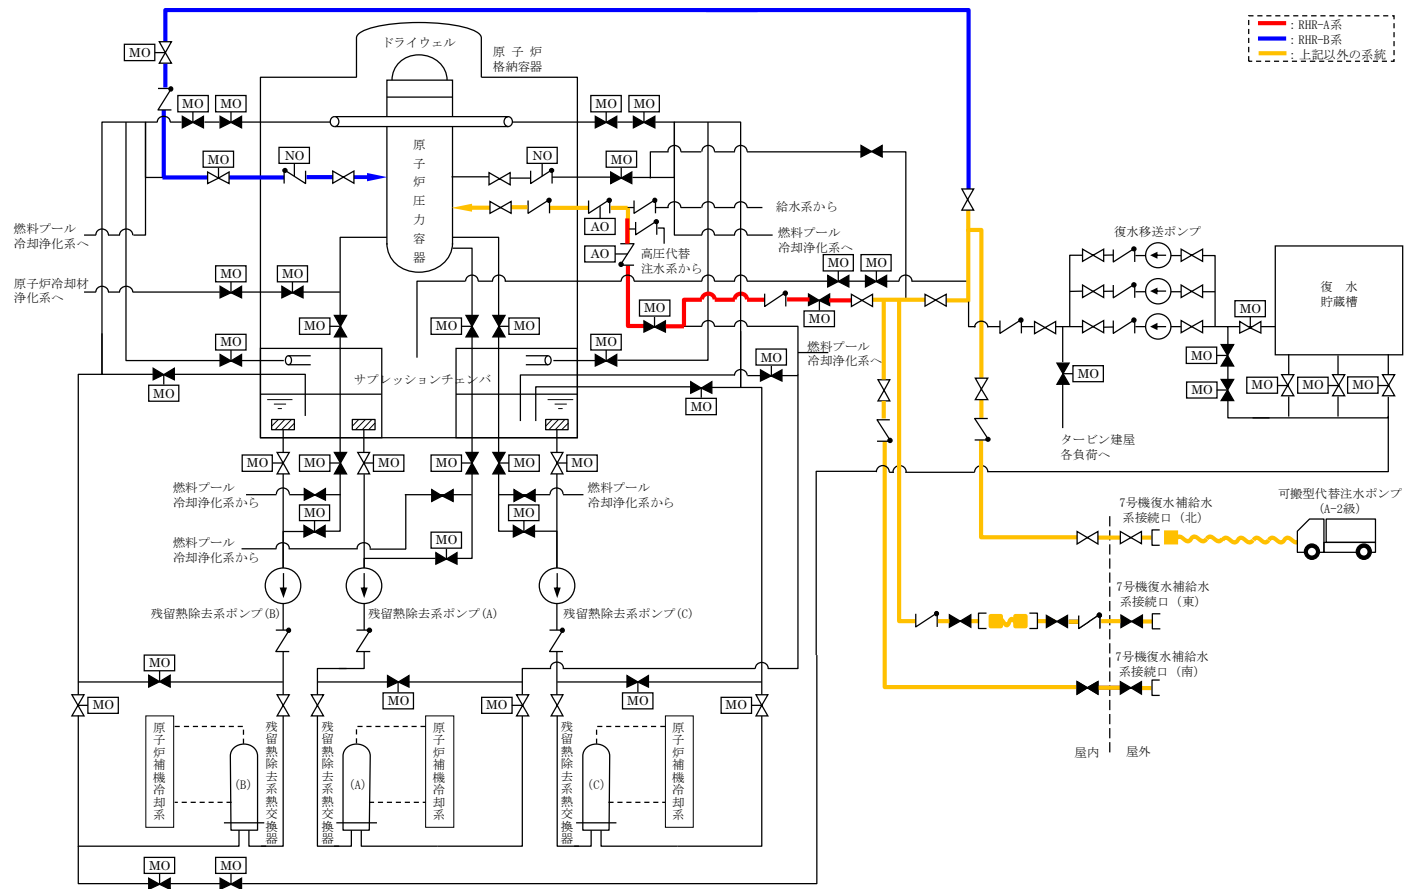 : RHR-A系
: RHR-B系
: 上記以外の系統
ドライウェル
原 子 炉
格納容器
MO
MO
MO
MO
MO
MO
NO
NO
MO
原子炉圧力容器
燃料プール
冷却浄化系へ
原子炉冷却材
浄化系へ
給水系から
AO
燃料プール
冷却浄化系へ
AO
高圧代替
注水系から
復水移送ポンプ
復 水
貯蔵槽
MO
MO
MO
MO
MO
MO
MO
MO
MO
MO
MO
MO
MO
MO
燃料プール
冷却浄化系へ
MO
MO
MO
サプレッションチェンバ
MO
MO
MO
MO
MO
MO
MO
タービン建屋
各負荷へ
MO
MO
MO
MO
MO
MO
燃料プール
冷却浄化系から
燃料プール
冷却浄化系から
MO
MO
燃料プール
冷却浄化系から
MO
7号機復水補給水
系接続口（北）
可搬型代替注水ポンプ
(A-2級)
7号機復水補給水
系接続口（東）
7号機復水補給水
系接続口（南）
屋内
屋外
残留熱除去系ポンプ(B)
残留熱除去系ポンプ(A)
残留熱除去系ポンプ(C)
MO
MO
MO
MO
MO
MO
原子炉補機冷却系
(B)
残留熱除去系熱交換器
残留熱除去系熱交換器
(A)
原子炉補機冷却系
残留熱除去系熱交換器
(C)
原子炉補機冷却系
MO
MO